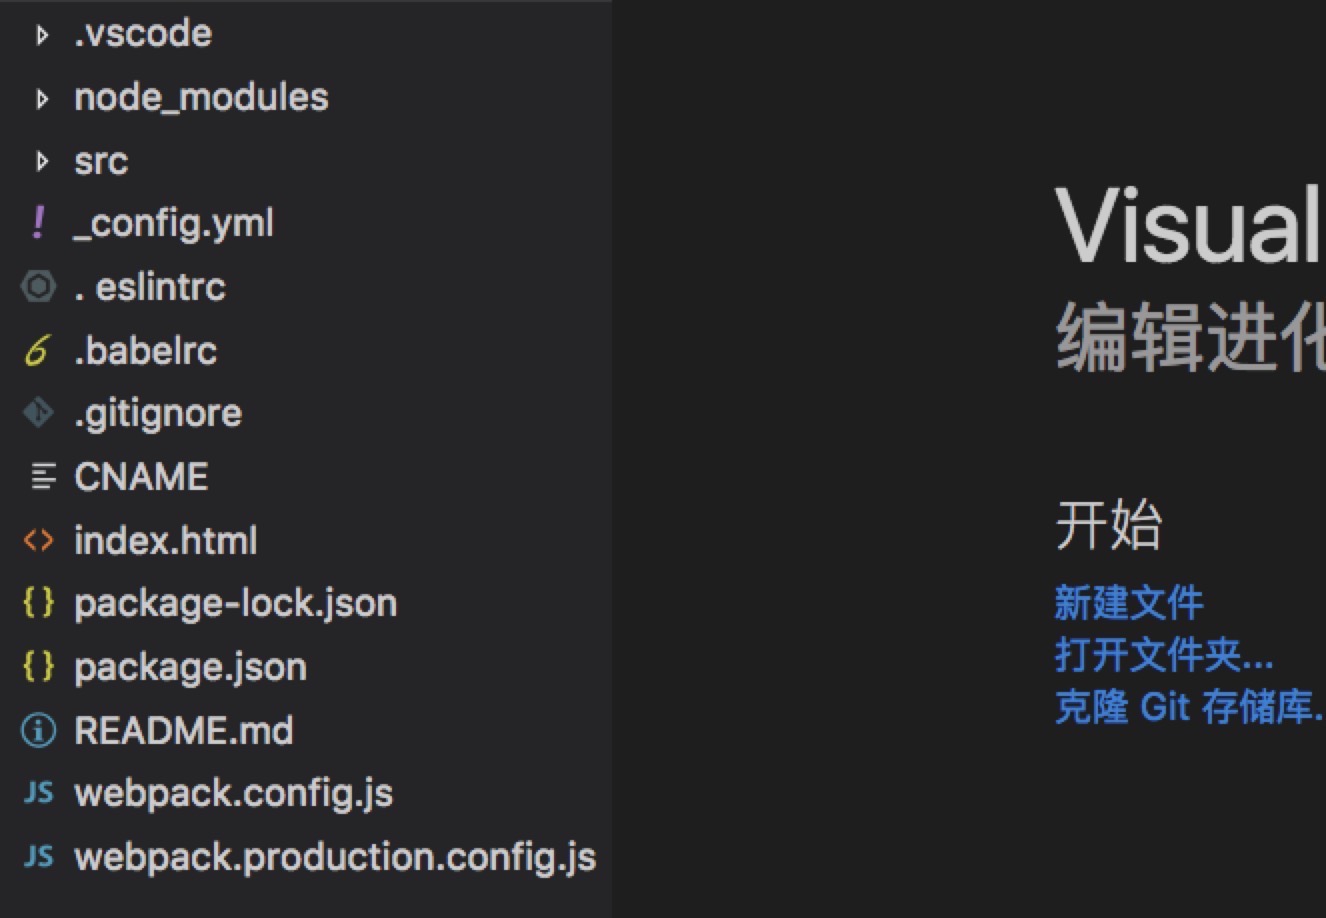 .vscode
node_modules
src
_config.yml
. eslintrc
.babelrc
.gitignore
CNAME
index.html
package-lock.json
package.json
README.md
JS webpack.config.js
JS webpack.production.config.js
Visual
编辑进化
开始
新建文件
打开文件夹...
克隆 Git 存储库.